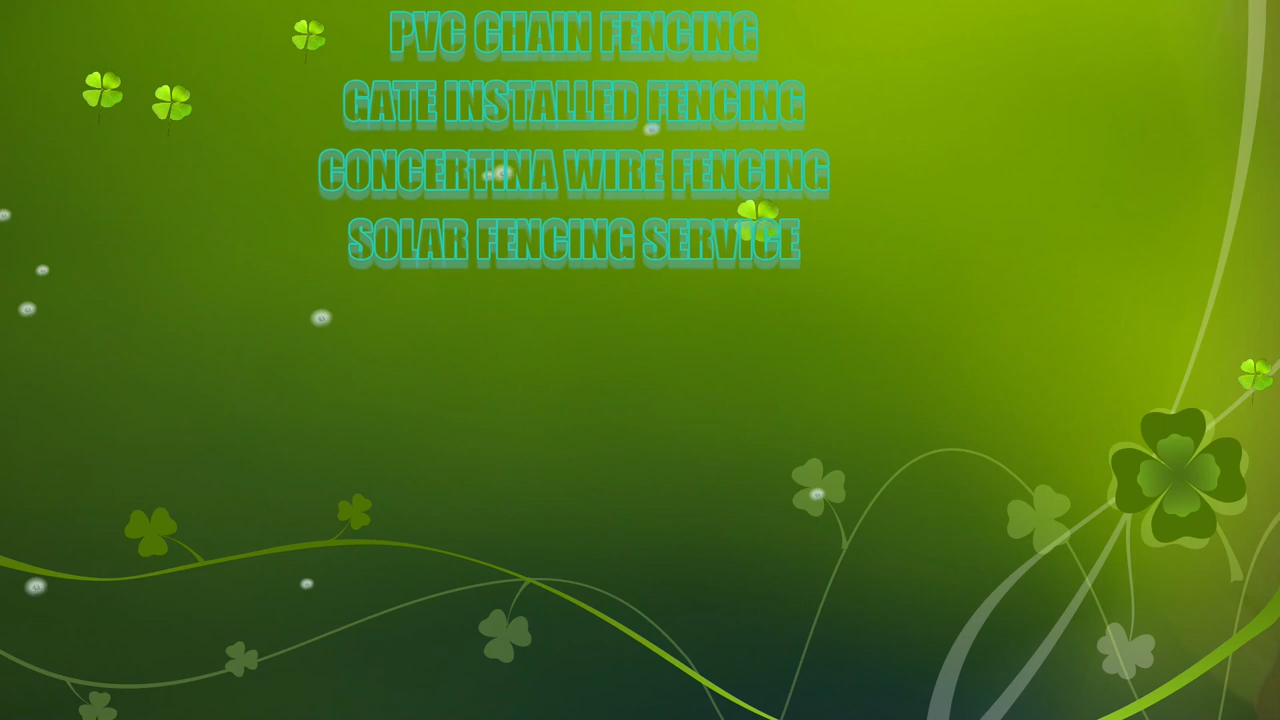 PVC CHAIN FENCING
GATE INSTALLED FENCING
CONCERTINA WIRE FENCING
SOLAR FENCING SERVICE